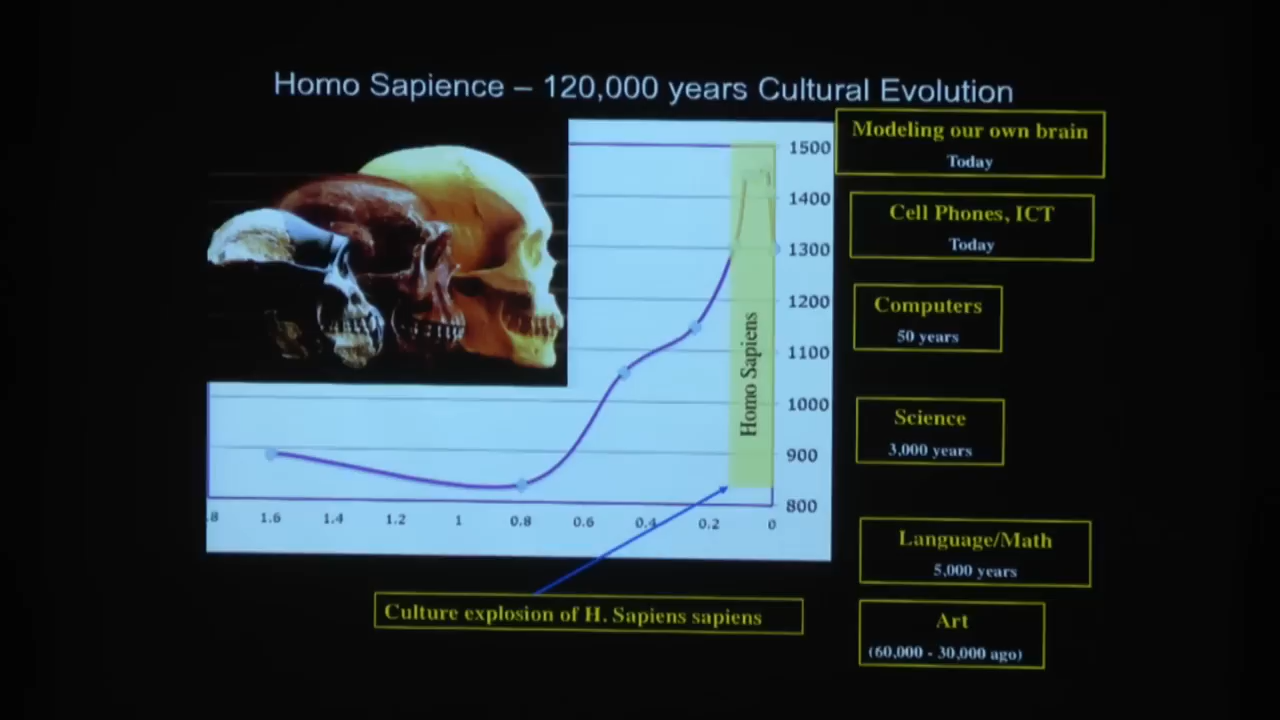 Homo Sapience – 120,000 years Cultural Evolution
Modeling our own brain
Today
Cell Phones, ICT
Today
Computers
50 years
Science
3,000 years
Language/Math
5,000 years
Art
(60,000 - 30,000 ago)
1500
1400
1300
1200
1100
1000
900
800
Homo Sapiens
.8 1.6 1.4 1.2 1 0.8 0.6 0.4 0.2 0
Culture explosion of H. Sapiens sapiens